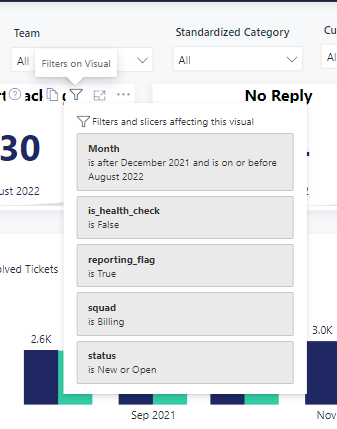 Team
Standardized Category
Cu
All
All
All
Filters on Visual
No Reply
30
ust 2022
Filters and slicers affecting this visual
Month
is after December 2021 and is on or before
August 2022
is_health_check
is False
reporting_flag
is True
squad
is Billing
status
is New or Open
olved Tickets
2.6K
3.0K
Sep 2021
Nov